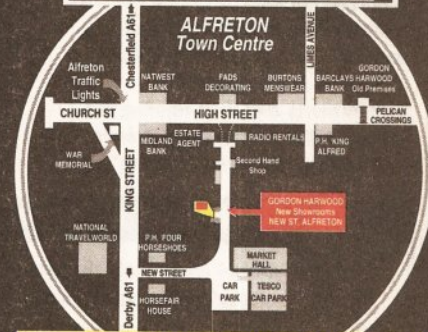 ALFRETON
Town Centre
Chesterfield A61
LIMES AVENUE
Alfreton
Traffic
Lights
NATWEST
BANK
FADS
DECORATING
BURTONS
MENSWEAR
BARCLAYS
BANK
GORDON
HARWOOD
Old Premises
CHURCH ST
HIGH STREET
PELICAN
CROSSINGS
WAR
MEMORIAL
MIDLAND
BANK
ESTATE
AGENT
RADIO RENTALS
P.H. 'KING
ALFRED
Second Hand
Shop
KING STREET
GORDON HARWOOD
New Showrooms
NEW ST. ALFRETON
NATIONAL
TRAVELWORLD
P.H. 'FOUR
HORSESHOES
MARKET
HALL
NEW STREET
Derby A61
HORSEFAIR
HOUSE
CAR
PARK
TESCO
CAR PARK